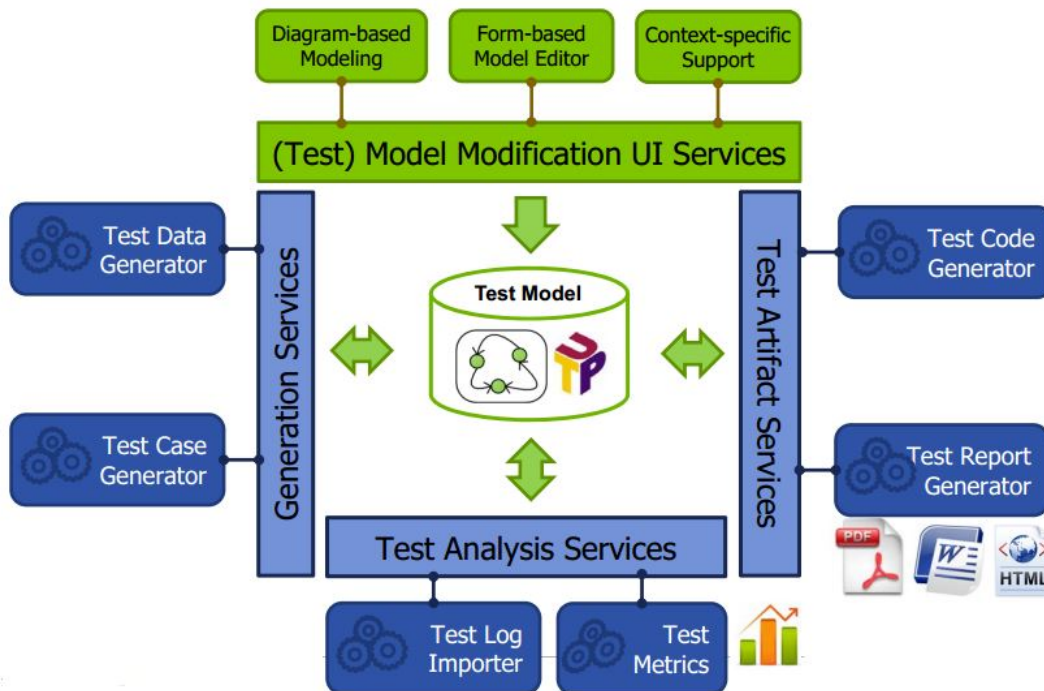 Diagram-based
Modeling
Form-based
Model Editor
Context-specific
Support
(Test) Model Modification UI Services
Test Data
Generator
Test Case
Generator
Generation Services
Test Model
U
TP
Test Artifact Services
Test Code
Generator
Test Report
Generator
PDF
W
HTML
Test Analysis Services
Test Log
Importer
Test
Metrics